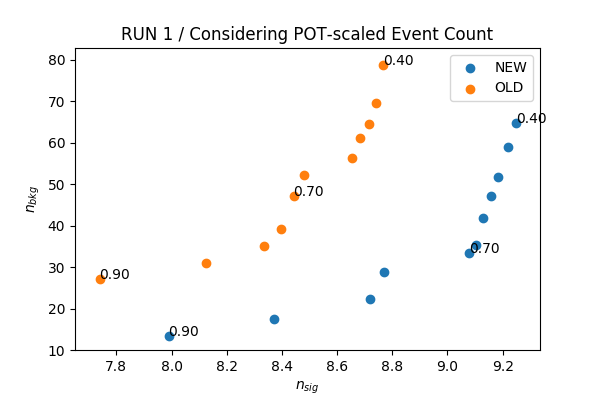 RUN 1 / Considering POT-scaled Event Count
NEW
OLD
0.40
0.40
0.70
0.70
0.90
0.90
80
70
60
50
40
30
20
10
n_bkg
7.8 8.0 8.2 8.4 8.6 8.8 9.0 9.2
n_sig